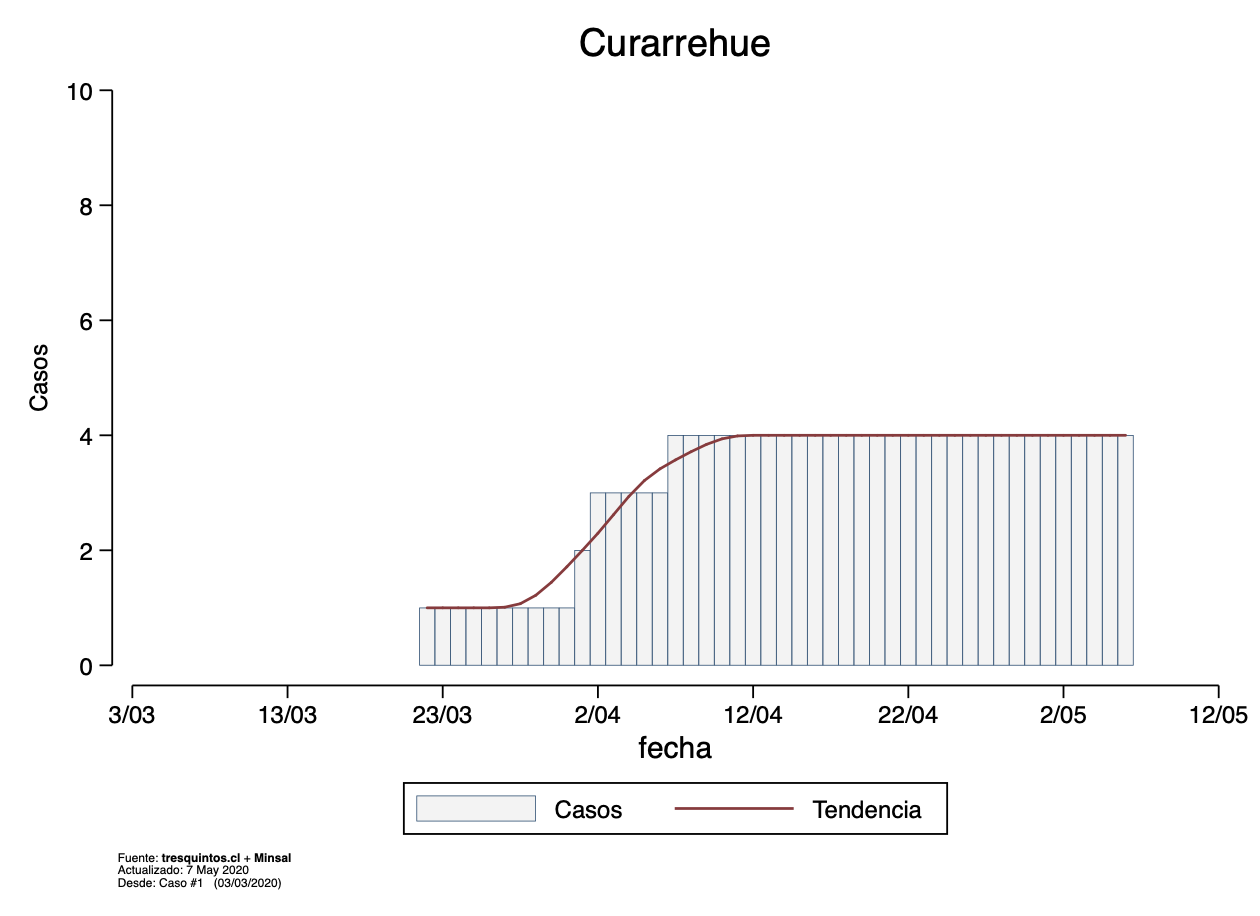 Curarrehue
10
8
6
4
2
0
Casos
3/03 13/03 23/03 2/04 12/04 22/04 2/05 12/05
fecha
Casos Tendencia
Fuente: tresquintos.cl + Minsal
Actualizado: 7 May 2020
Desde: Caso #1 (03/03/2020)